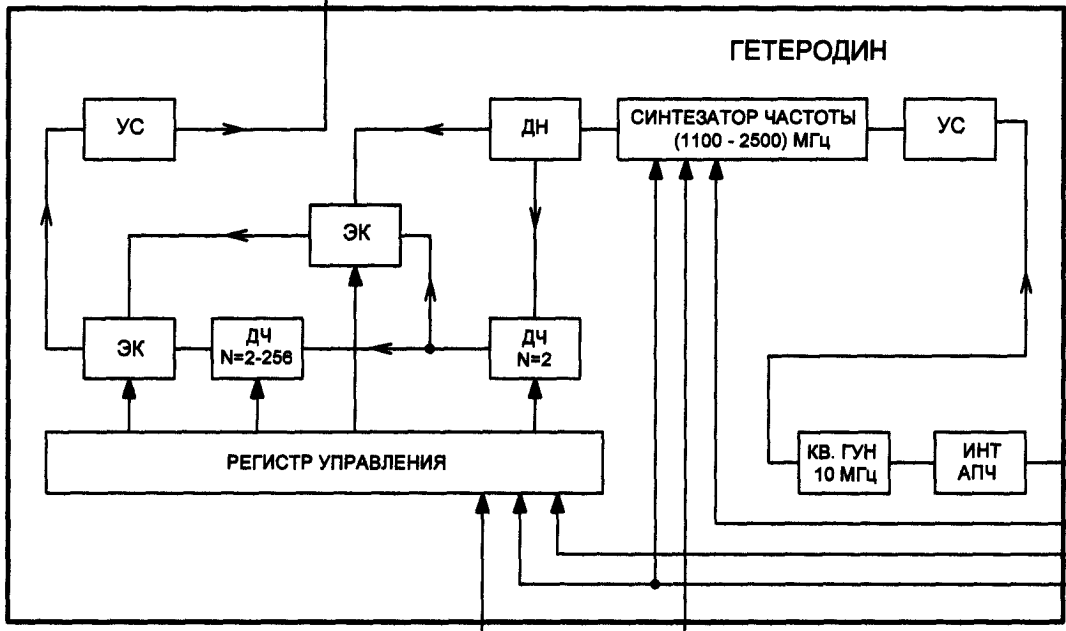 ГЕТЕРОДИН
УС
ДН
СИНТЕЗАТОР ЧАСТОТЫ
(1100 - 2500) МГц
УС
ЭК
ЭК
ДЧ
N=2-256
ДЧ
N=2
РЕГИСТР УПРАВЛЕНИЯ
КВ. ГУН
10 МГц
ИНТ
АПЧ